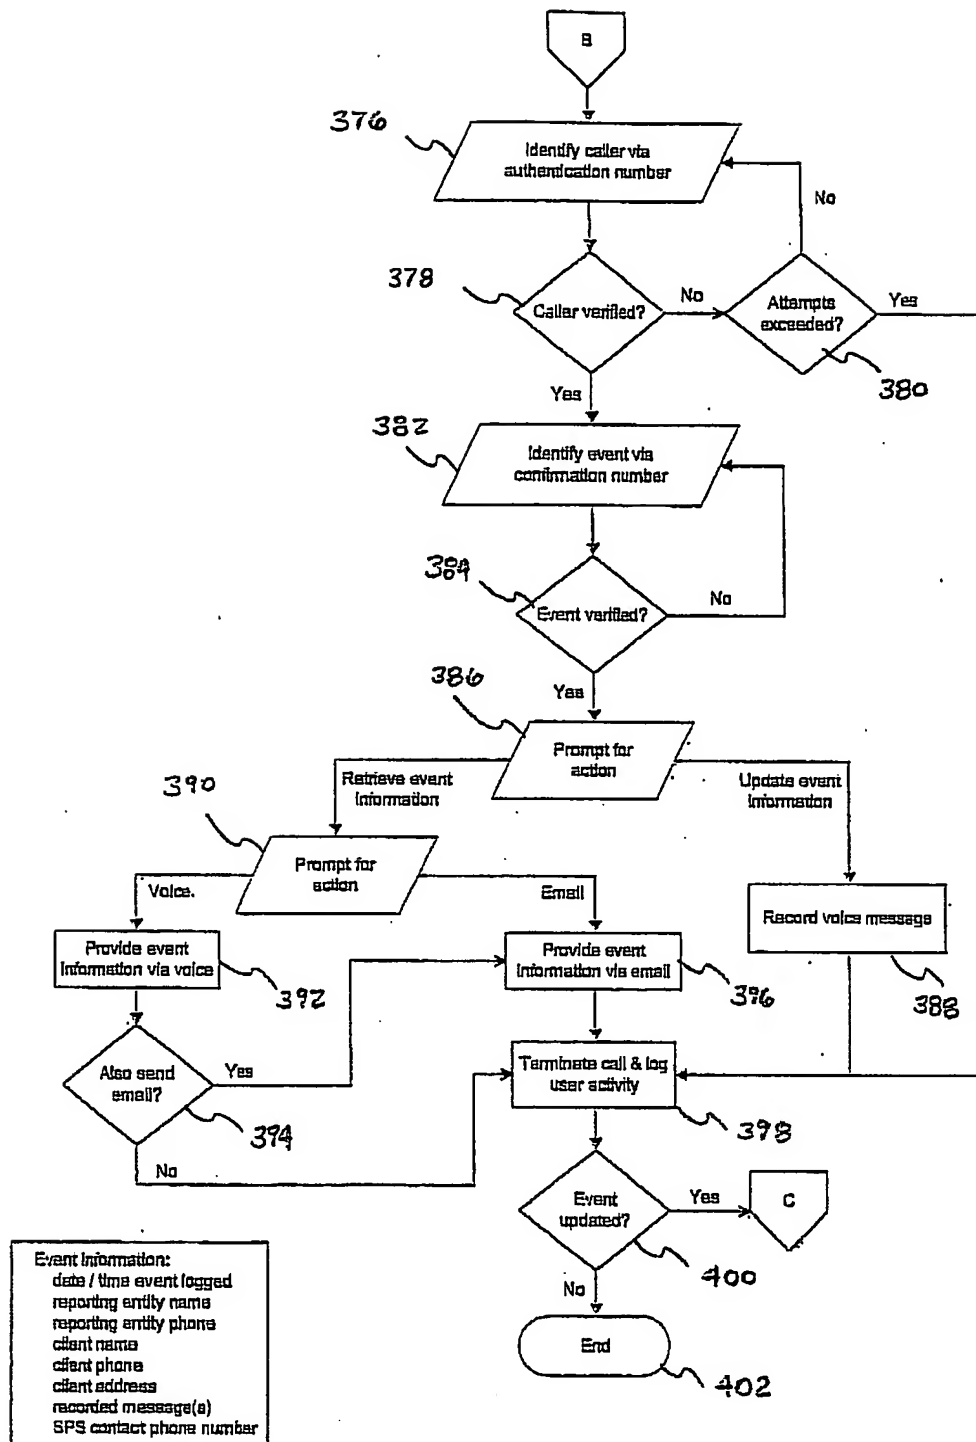 B
376
Identify caller via
authentication number
No
378
Caller verified?
No
Attempts
exceeded?
Yes
380
Yes
382
Identify event via
confirmation number
384
Event verified?
No
386
Yes
Prompt for
action
Retrieve event
information
Update event
information
390
Prompt for
action
Voice.
Email
Record voice message
388
Provide event
information via voice
392
Provide event
information via email
396
Also send
email?
Yes
394
No
Terminate call & log
user activity
398
Event
updated?
Yes
C
400
No
End
402
Event Information:
date / time event logged
reporting entity name
reporting entity phone
client name
client phone
client address
recorded message(s)
SPS contact phone number